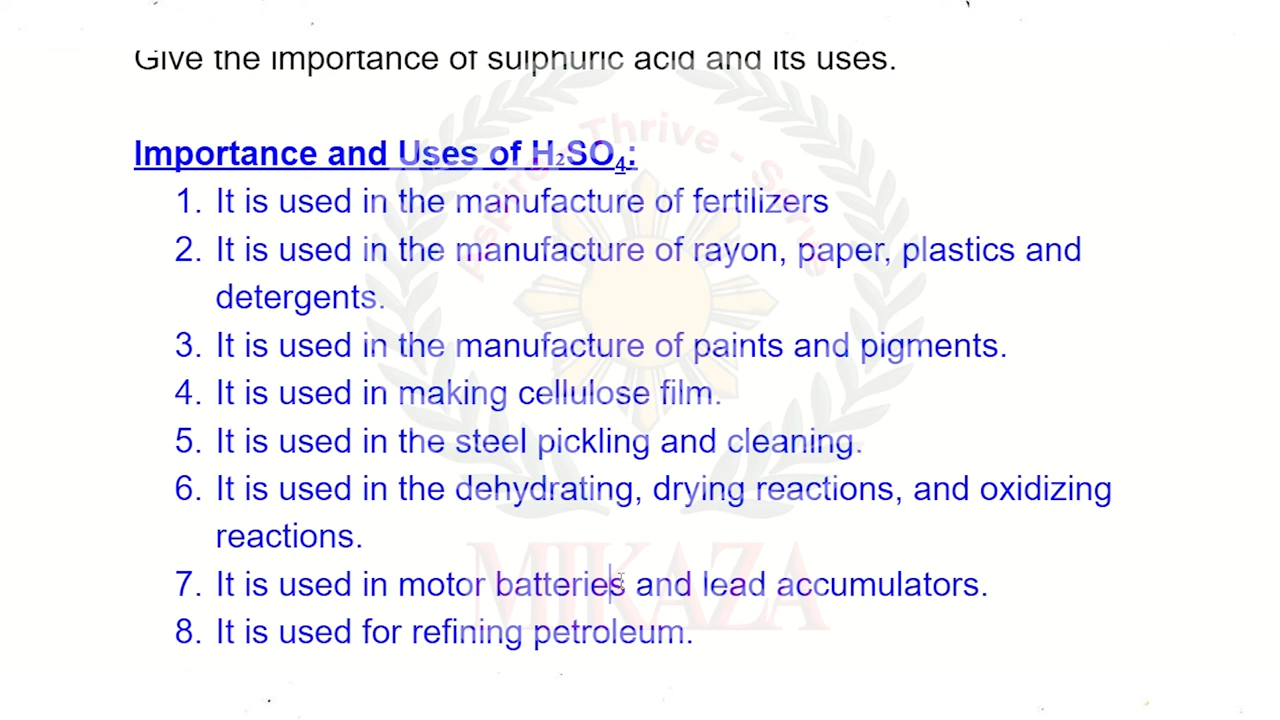 Give the importance of sulphuric acid and its uses.
Importance and Uses of H₂SO₄:
1. It is used in the manufacture of fertilizers
2. It is used in the manufacture of rayon, paper, plastics and
detergents.
3. It is used in the manufacture of paints and pigments.
4. It is used in making cellulose film.
5. It is used in the steel pickling and cleaning.
6. It is used in the dehydrating, drying reactions, and oxidizing
reactions.
7. It is used in motor batteries and lead accumulators.
8. It is used for refining petroleum.
Aspire - Thrive - Serve
MIKAZA